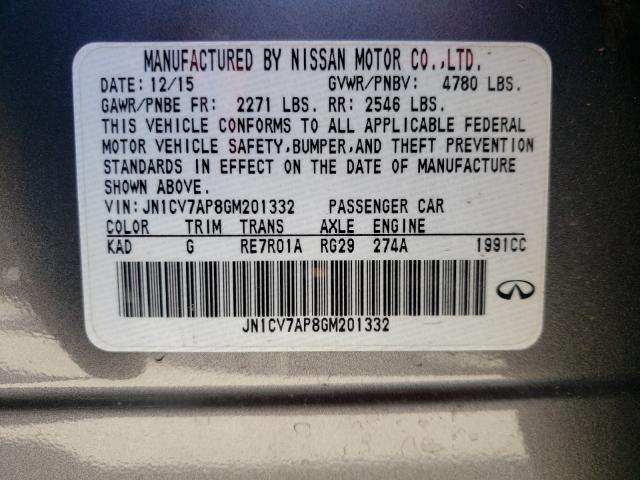 MANUFACTURED BY NISSAN MOTOR CO.,LTD.
DATE: 12/15 GVWR/PNBV: 4780 LBS.
GAWR/PNBE FR: 2271 LBS. RR: 2546 LBS.
THIS VEHICLE CONFORMS TO ALL APPLICABLE FEDERAL
MOTOR VEHICLE SAFETY,BUMPER,AND THEFT PREVENTION
STANDARDS IN EFFECT ON THE DATE OF MANUFACTURE
SHOWN ABOVE.
VIN: JN1CV7AP8GM201332 PASSENGER CAR
COLOR TRIM TRANS AXLE ENGINE
KAD G RE7R01A RG29 274A 1991CC
JN1CV7AP8GM201332